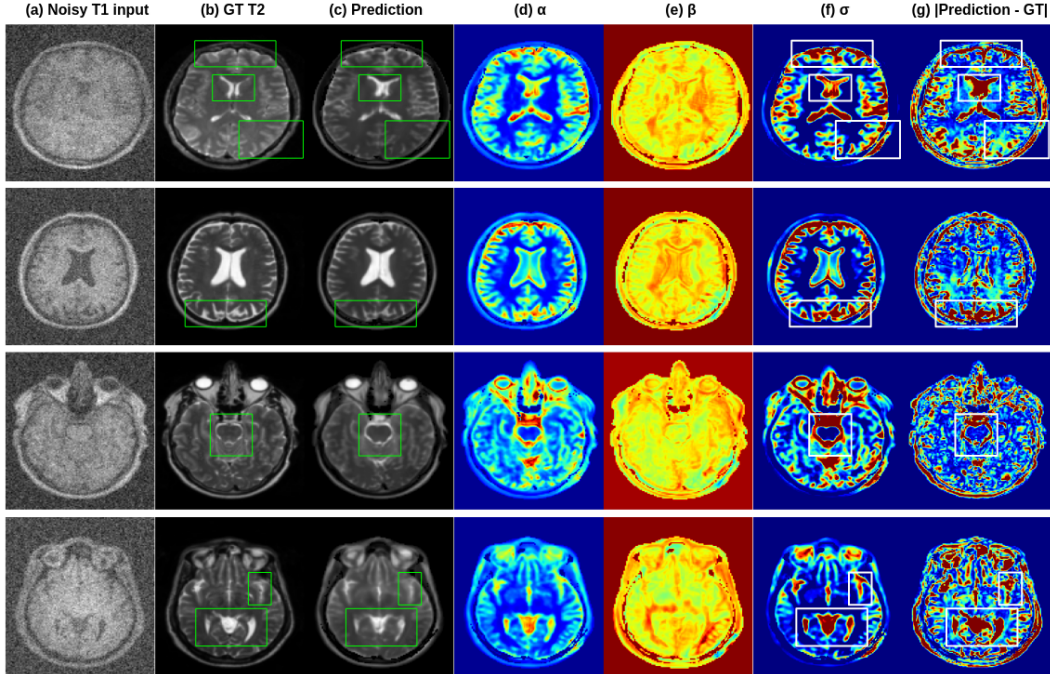 (a) Noisy T1 input (b) GT T2 (c) Prediction (d) α (e) β (f) σ (g) |Prediction - GT|